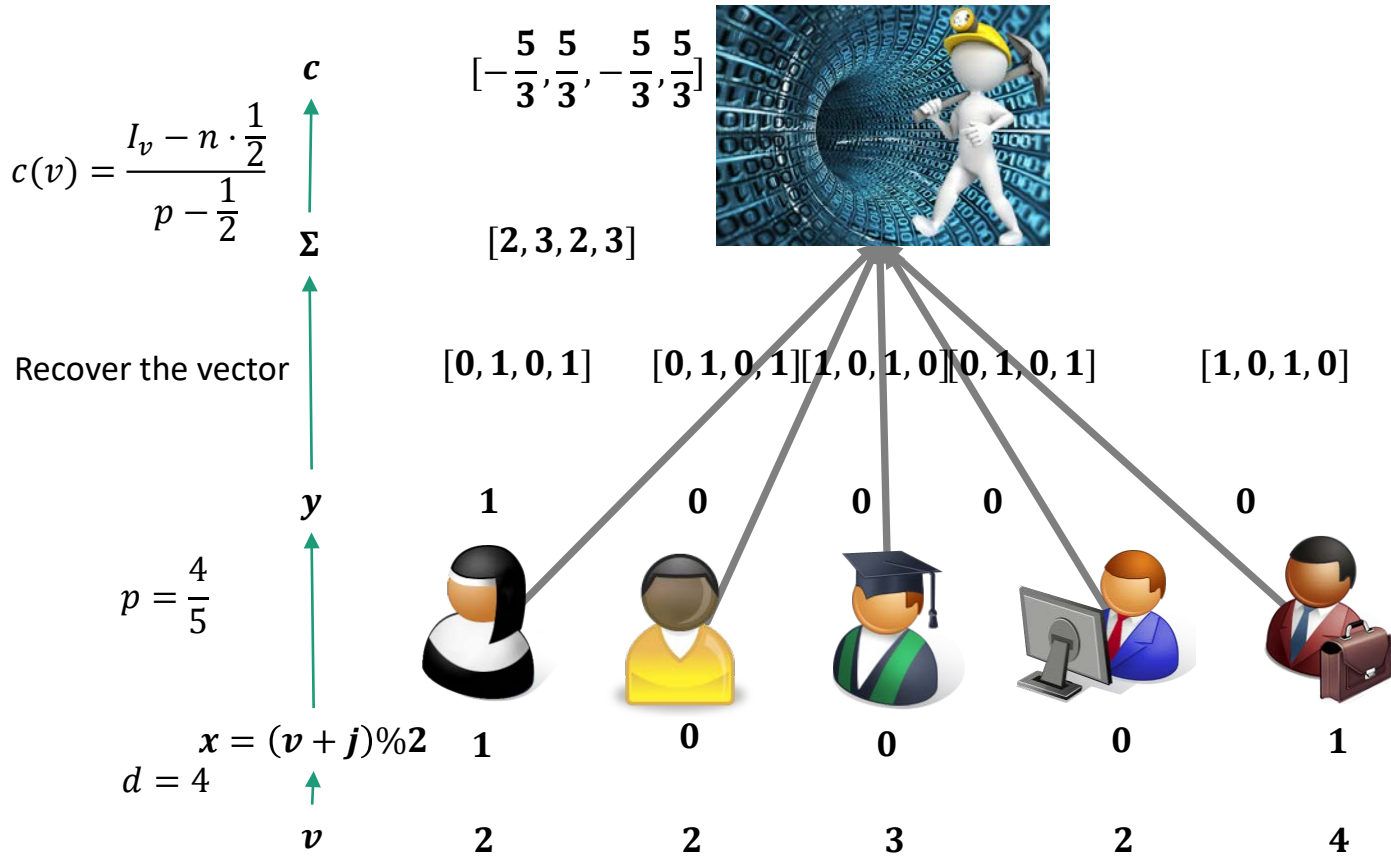 c
[−5/3, 5/3, −5/3, 5/3]
c(v) = (I_v − n · 1/2) / (p − 1/2)
Σ
[2, 3, 2, 3]
Recover the vector
[0, 1, 0, 1] [0, 1, 0, 1] [1, 0, 1, 0] [0, 1, 0, 1] [1, 0, 1, 0]
y 1 0 0 0 0
p = 4/5
x = (v + j)%2 1 0 0 0 1
d = 4
v 2 2 3 2 4